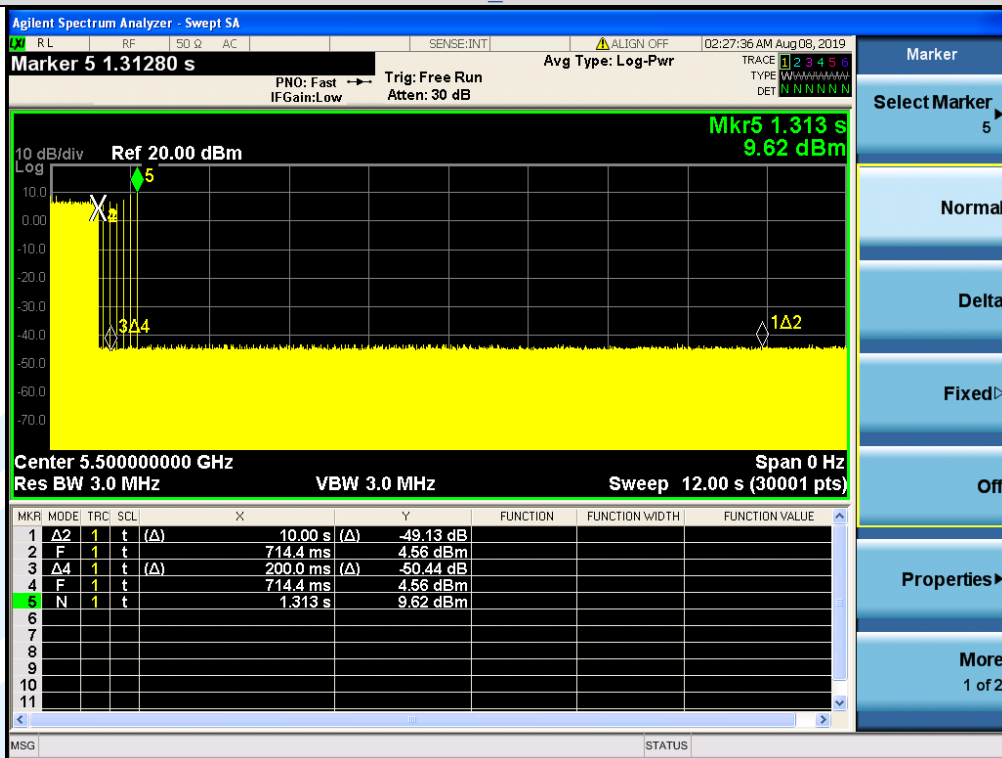 Agilent Spectrum Analyzer - Swept SA
LXI RL RF 50 Ω AC SENSE:INT ⚠ALIGN OFF 02:27:36 AM Aug 08, 2019
Marker 5 1.31280 s
PNO: Fast
IFGain:Low
Trig: Free Run
Atten: 30 dB
Avg Type: Log-Pwr
TRACE 1 2 3 4 5 6
TYPE WWWWWW
DET N N N N N N
Mkr5 1.313 s
9.62 dBm
10 dB/div Ref 20.00 dBm
Log
10.0
0.00
-10.0
-20.0
-30.0
-40.0
-50.0
-60.0
-70.0
5
3Δ4
1Δ2
Center 5.500000000 GHz Span 0 Hz
Res BW 3.0 MHz VBW 3.0 MHz Sweep 12.00 s (30001 pts)
MKR MODE TRC SCL X Y FUNCTION FUNCTION WIDTH FUNCTION VALUE
1 Δ2 1 t (Δ) 10.00 s (Δ) -49.13 dB
2 F 1 t 714.4 ms 4.56 dBm
3 Δ4 1 t (Δ) 200.0 ms (Δ) -50.44 dB
4 F 1 t 714.4 ms 4.56 dBm
5 N 1 t 1.313 s 9.62 dBm
6
7
8
9
10
11
MSG STATUS
Marker
Select Marker
5
Normal
Delta
Fixed
Off
Properties
More
1 of 2